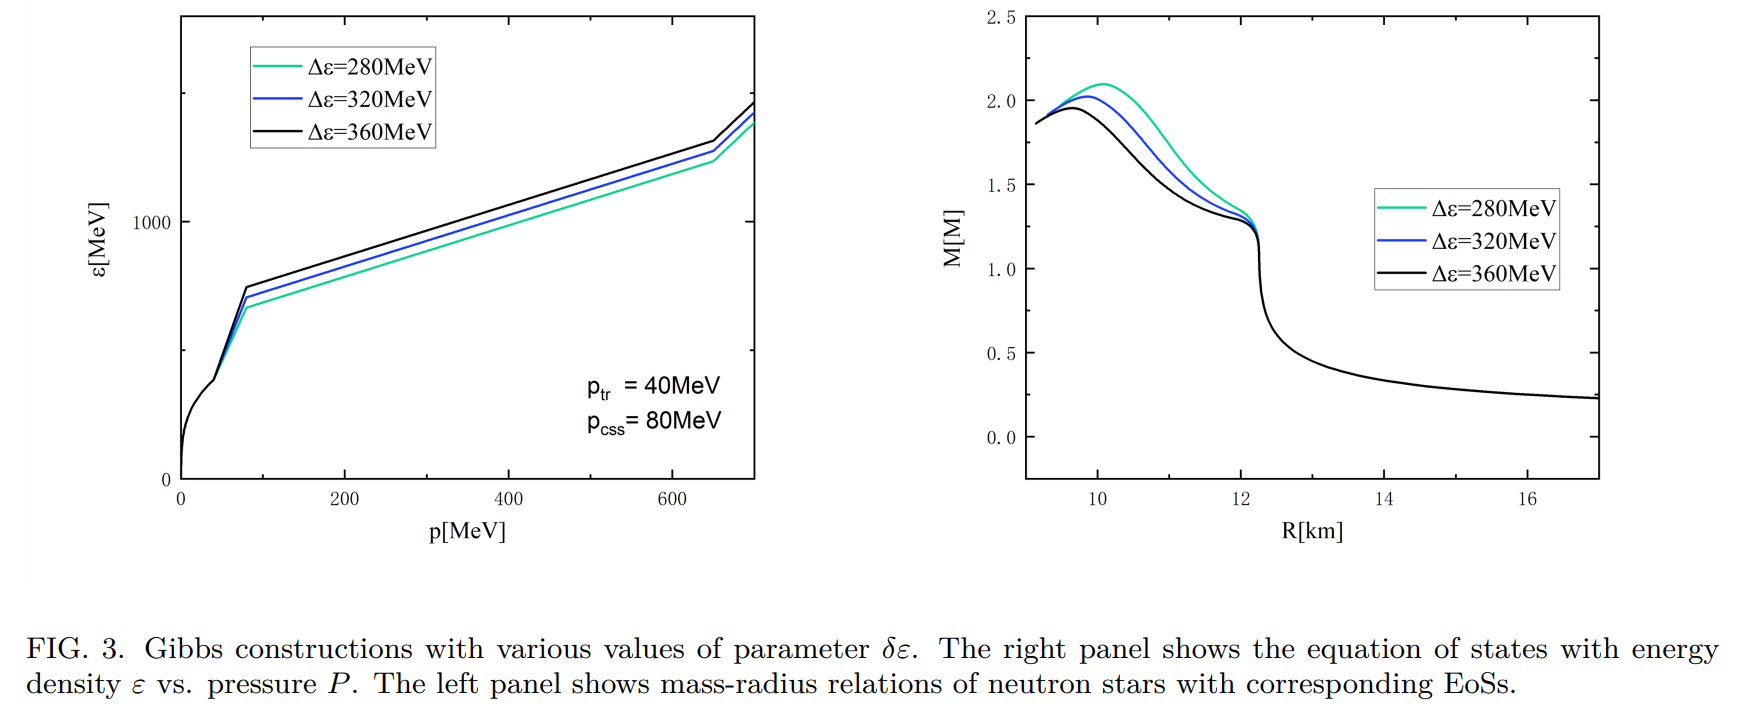 Δε=280MeV
Δε=320MeV
Δε=360MeV
1000
0
ε[MeV]
p_tr = 40MeV
p_css= 80MeV
0 200 400 600
p[MeV]
2.5
2.0
1.5
1.0
0.5
0.0
M[M]
Δε=280MeV
Δε=320MeV
Δε=360MeV
10 12 14 16
R[km]
FIG. 3. Gibbs constructions with various values of parameter δε. The right panel shows the equation of states with energy
density ε vs. pressure P. The left panel shows mass-radius relations of neutron stars with corresponding EoSs.